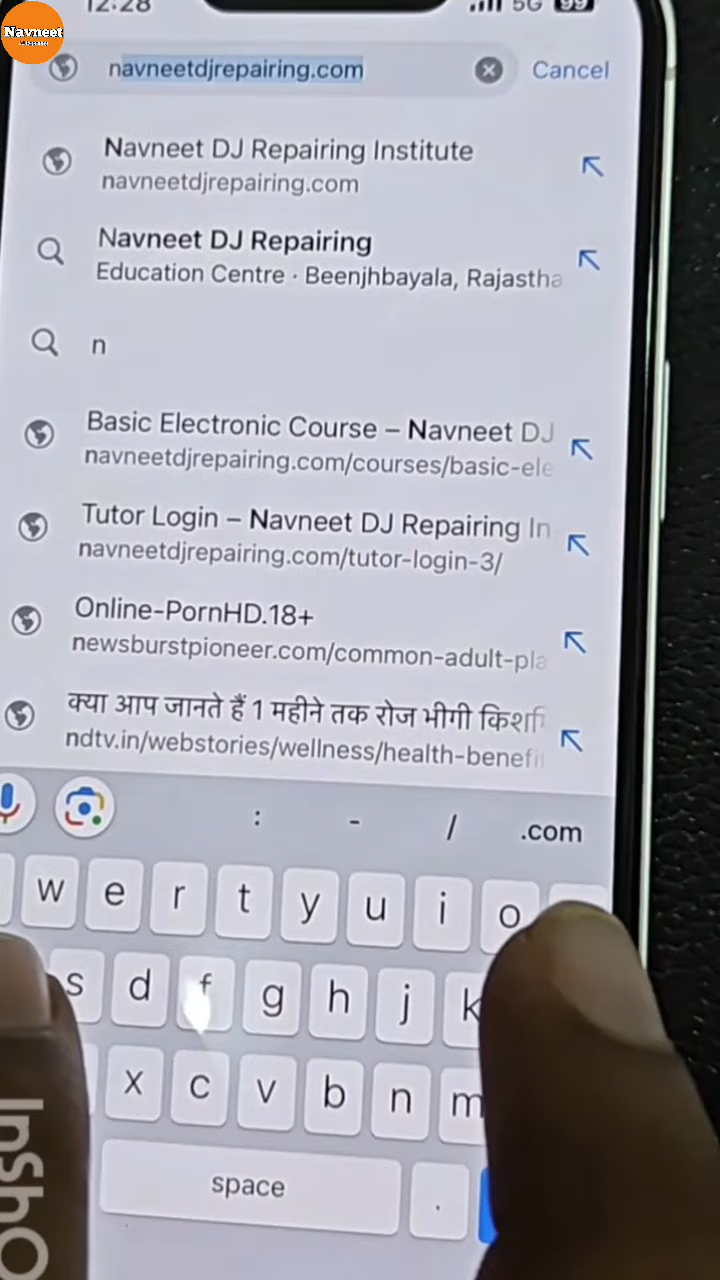 Navneet
12:28
5G 99
navneetdjrepairing.com
Cancel
Navneet DJ Repairing Institute
navneetdjrepairing.com
Navneet DJ Repairing
Education Centre · Beenjhbayala, Rajastha
n
Basic Electronic Course – Navneet DJ
navneetdjrepairing.com/courses/basic-ele
Tutor Login – Navneet DJ Repairing In
navneetdjrepairing.com/tutor-login-3/
Online-PornHD.18+
newsburstpioneer.com/common-adult-pla
क्या आप जानते हैं 1 महीने तक रोज भीगी
ndtv.in/webstories/wellness/health-benefi
: - / .com
w e r t y u i o
s d f g h j k
x c v b n m
space .
InShO